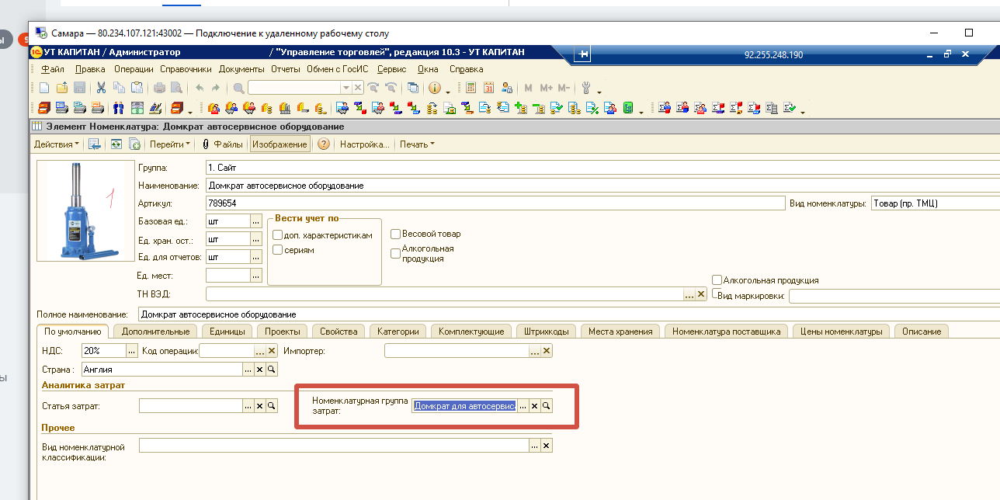 ы 9
Самара — 80.234.107.121:43002 — Подключение к удаленному рабочему столу
УТ КАПИТАН / Администратор / "Управление торговлей", редакция 10.3 - УТ КАПИТАН 92.255.248.190
Файл Правка Операции Справочники Документы Отчеты Обмен с ГосИС Сервис Окна Справка
M M+ M-
Элемент Номенклатура: Домкрат автосервисное оборудование
Действия Перейти Файлы Изображение Настройка... Печать
Группа: 1. Сайт
Наименование: Домкрат автосервисное оборудование
Артикул: 789654 Вид номенклатуры: Товар (пр. ТМЦ)
Базовая ед.: шт ... Вести учет по
доп. характеристикам Весовой товар
Ед. хран. ост.: шт ...
сериям Алкогольная продукция
Ед. для отчетов: шт ...
Ед. мест: ...
Алкогольная продукция
ТН ВЭД: ... Вид маркировки:
Полное наименование: Домкрат автосервисное оборудование
По умолчанию Дополнительные Единицы Проекты Свойства Категории Комплектующие Штрихкоды Места хранения Номенклатура поставщика Цены номенклатуры Описание
НДС: 20% ... Код операции: ... Импортер: ...
Страна : Англия ...
Аналитика затрат
Статья затрат: ... Номенклатурная группа затрат: Домкрат для автосервис ...
Прочее
Вид номенклатурной классификации: ...
ы
1